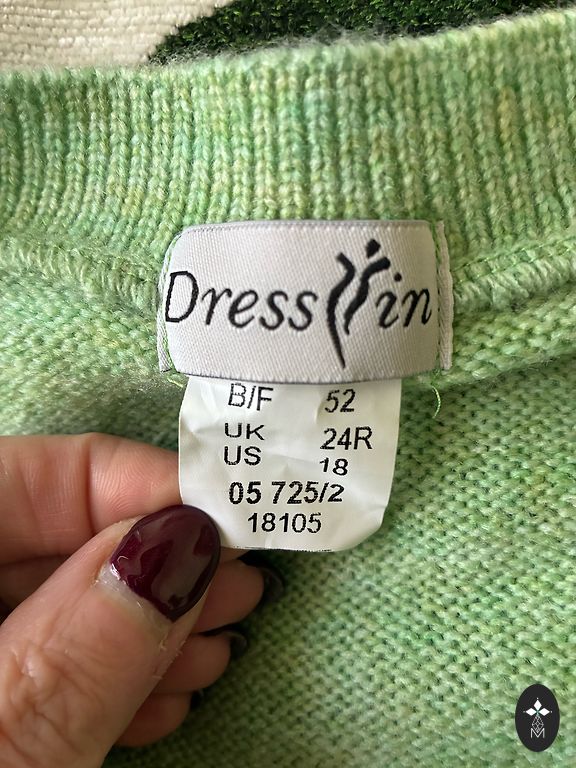 Dress in
B/F 52
UK 24R
US 18
05 725/2
18105
M